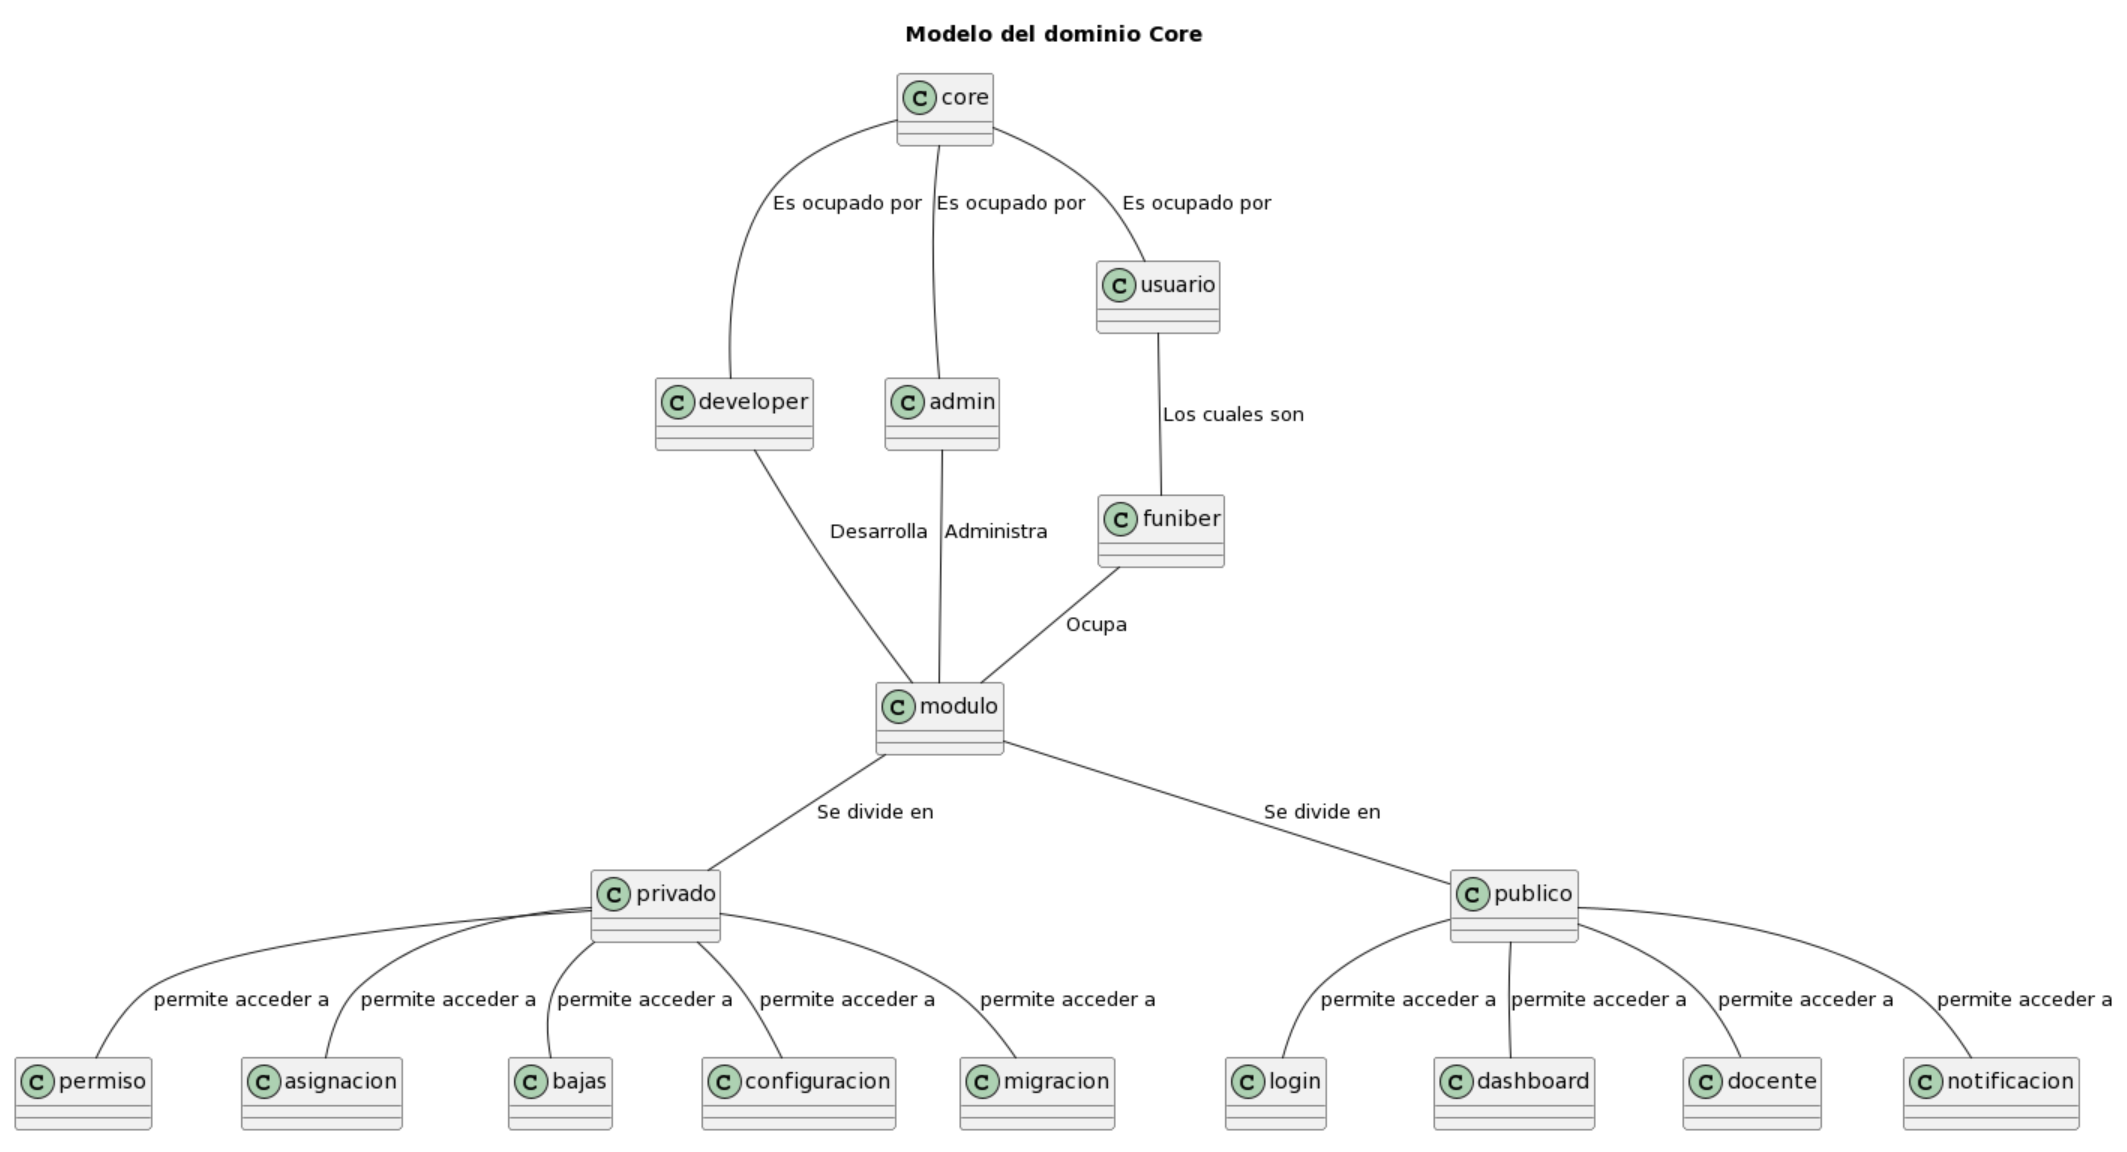 Modelo del dominio Core
C core
Es ocupado por
Es ocupado por
Es ocupado por
C usuario
C developer
C admin
Los cuales son
C funiber
Desarrolla
Administra
Ocupa
C modulo
Se divide en
Se divide en
C privado
C publico
permite acceder a
permite acceder a
permite acceder a
permite acceder a
permite acceder a
permite acceder a
permite acceder a
permite acceder a
permite acceder a
C permiso
C asignacion
C bajas
C configuracion
C migracion
C login
C dashboard
C docente
C notificacion